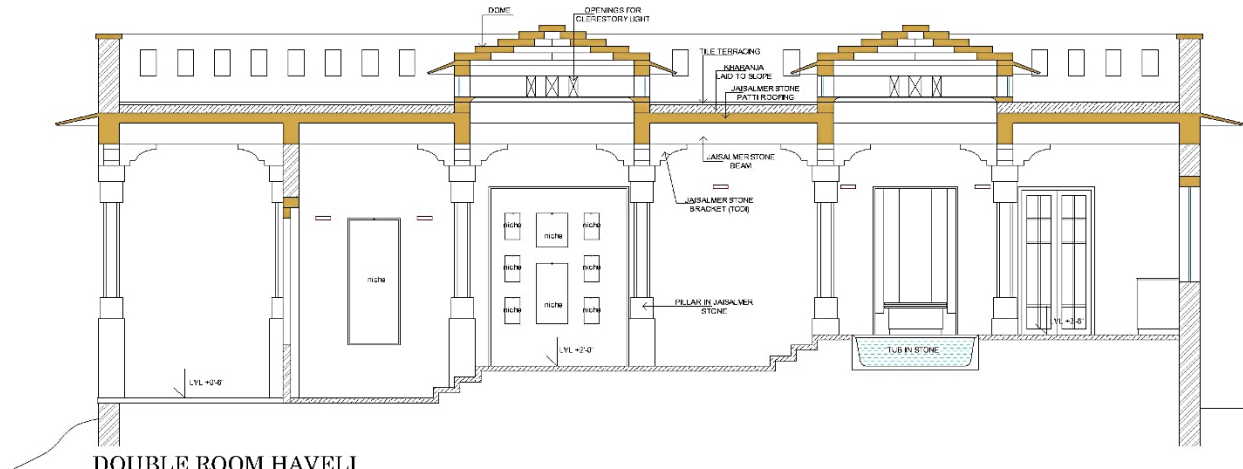 DOME
OPENINGS FOR
CLERESTORY LIGHT
TILE TERRACING
KHARANJA
LAID TO SLOPE
JAISALMER STONE
PATTI ROOFING
JAISALMER STONE
BEAM
JAISALMER STONE
BRACKET (TODI)
niche
niche
niche
niche
niche
niche
niche
niche
niche
PILLAR IN JAISALMER
STONE
LVL +2'-0"
TUB IN STONE
LVL +0'-6"
DOUBLE ROOM HAVELI